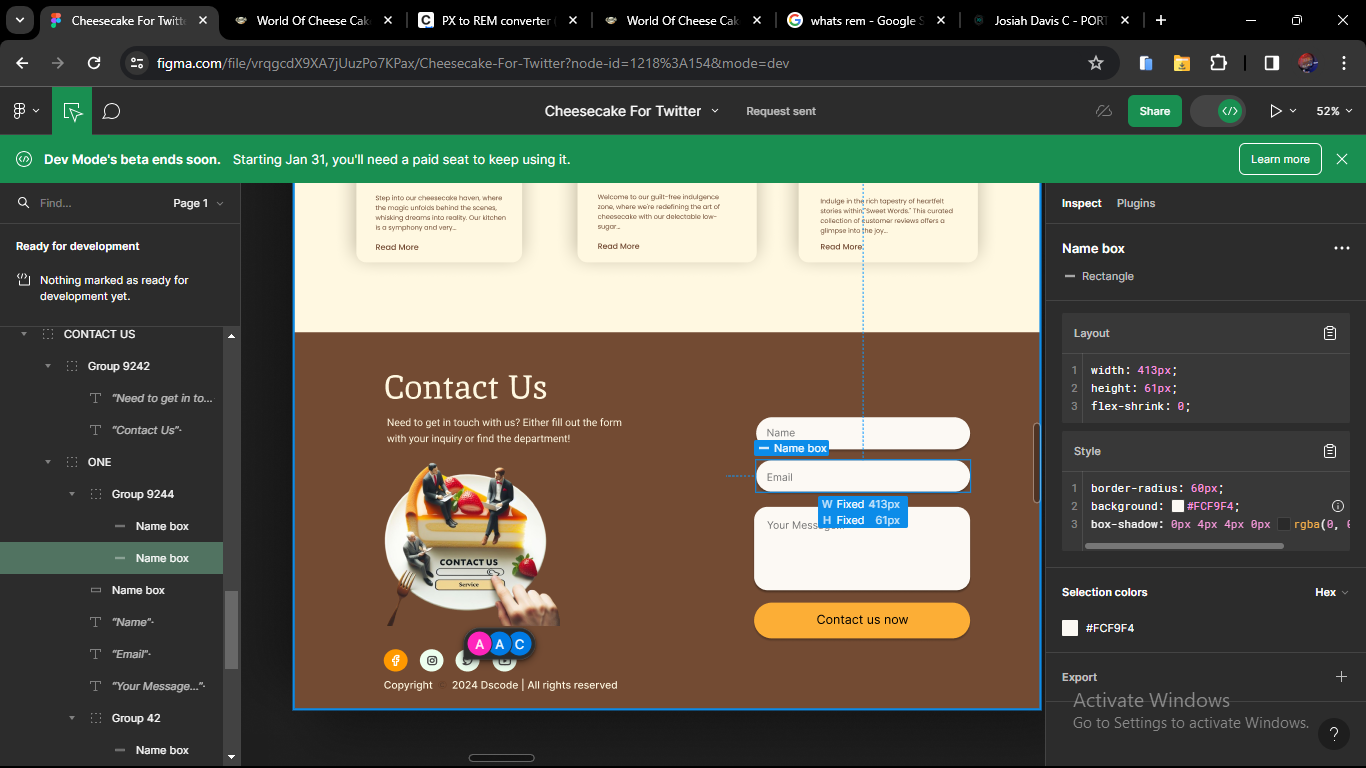 Cheesecake For Twitte
World Of Cheese Cak
PX to REM converter
World Of Cheese Cak
whats rem - Google S
Josiah Davis C - PORT
figma.com/file/vrqgcdX9XA7jUuzPo7KPax/Cheesecake-For-Twitter?node-id=1218%3A154&mode=dev
Cheesecake For Twitter
Request sent
Share
52%
Dev Mode's beta ends soon. Starting Jan 31, you'll need a paid seat to keep using it.
Learn more
Find...
Page 1
Ready for development
Nothing marked as ready for
development yet.
CONTACT US
Group 9242
"Need to get in to...
"Contact Us"
ONE
Group 9244
Name box
Name box
Name box
"Name"
"Email"
"Your Message..."
Group 42
Name box
Step into our cheesecake haven, where
the magic unfolds behind the scenes,
whisking dreams into reality. Our kitchen
is a symphony and very...
Read More
Welcome to our guilt-free indulgence
zone, where we're redefining the art of
cheesecake with our delectable low-
sugar...
Read More
Indulge in the rich tapestry of heartfelt
stories within "Sweet Words." This curated
collection of customer reviews offers a
glimpse into the joy...
Read More
Contact Us
Need to get in touch with us? Either fill out the form
with your inquiry or find the department!
CONTACT US
Service
Name
Name box
Email
W Fixed 413px
H Fixed 61px
Your Message...
Contact us now
A A C
Copyright © 2024 Dscode | All rights reserved
Inspect
Plugins
Name box
Rectangle
Layout
1 width: 413px;
2 height: 61px;
3 flex-shrink: 0;
Style
1 border-radius: 60px;
2 background: #FCF9F4;
3 box-shadow: 0px 4px 4px 0px rgba(0, 0
Selection colors
Hex
#FCF9F4
Export
Activate Windows
Go to Settings to activate Windows.
?